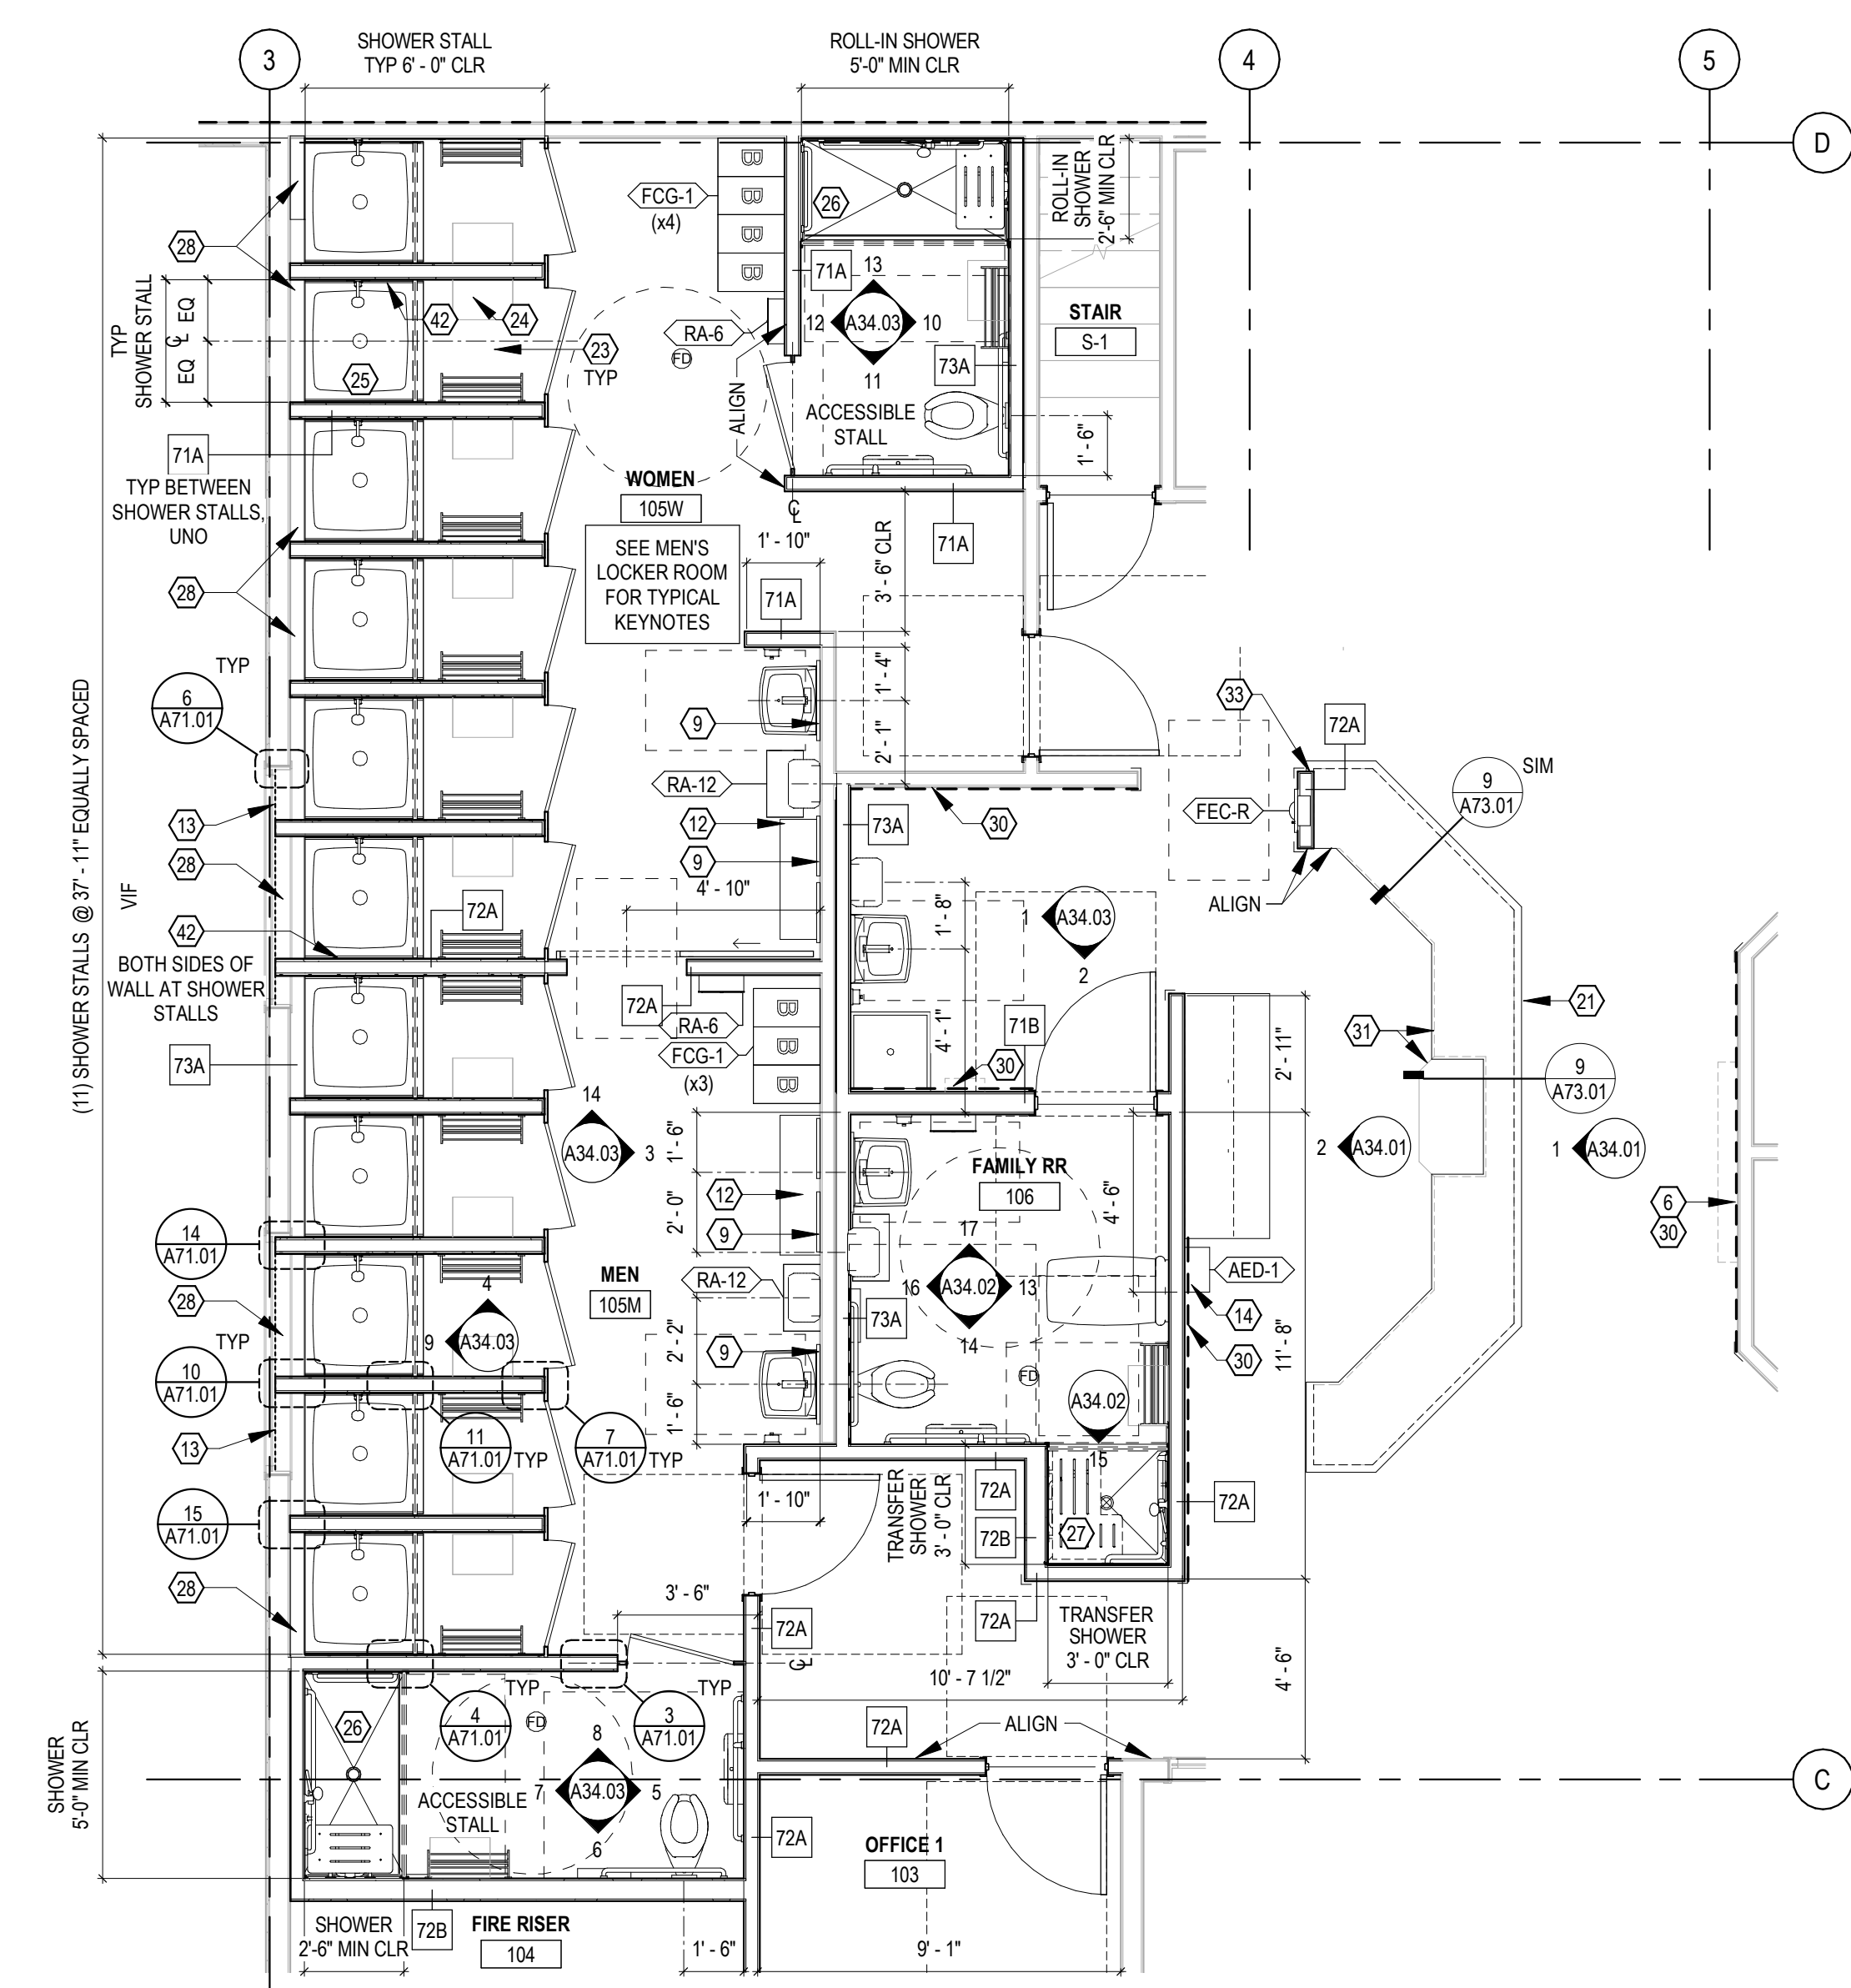 3
SHOWER STALL
TYP 6' - 0" CLR
ROLL-IN SHOWER
5'-0" MIN CLR
4
5
D
FCG-1
(x4)
26
ROLL-IN
SHOWER
2'-6" MIN CLR
28
71A
13
TYP
SHOWER STALL
EQ
CL
EQ
42
24
RA-6
12
A34.03
10
STAIR
S-1
23
TYP
FD
25
ALIGN
11
73A
ACCESSIBLE
STALL
1' - 6"
71A
TYP BETWEEN
SHOWER STALLS,
UNO
WOMEN
105W
CL
1' - 10"
SEE MEN'S
LOCKER ROOM
FOR TYPICAL
KEYNOTES
71A
3' - 6" CLR
28
71A
TYP
6
A71.01
9
1' - 4"
2' - 1"
33
72A
9
A73.01
SIM
(11) SHOWER STALLS @ 37' - 11" EQUALLY SPACED
VIF
RA-12
FEC-R
13
12
73A
30
28
9
4' - 10"
72A
1' - 8"
1
A34.03
2
ALIGN
42
BOTH SIDES OF
WALL AT SHOWER
STALLS
72A
RA-6
FCG-1
(x3)
71B
4' - 1"
30
21
31
2' - 11"
73A
9
A73.01
14
A34.03
3
1' - 6"
2
A34.01
1
A34.01
FAMILY RR
106
4' - 6"
12
2' - 0"
9
6
30
14
A71.01
17
16
A34.02
13
14
MEN
105M
RA-12
AED-1
28
4
9
A34.03
73A
14
TYP
10
A71.01
2' - 2"
9
30
11' - 8"
FD
A34.02
15
1' - 6"
13
11
A71.01
TYP
7
A71.01
TYP
15
A71.01
1' - 10"
TRANSFER
SHOWER
3' - 0" CLR
72A
72A
72B
27
28
3' - 6"
72A
72A
TRANSFER
SHOWER
3' - 0" CLR
CL
10' - 7 1/2"
4' - 6"
TYP
4
A71.01
TYP
3
A71.01
26
FD
72A
ALIGN
SHOWER
5'-0" MIN CLR
8
7
A34.03
5
6
C
ACCESSIBLE
STALL
72A
OFFICE 1
103
SHOWER
2'-6" MIN CLR
72B
FIRE RISER
104
1' - 6"
9' - 1"